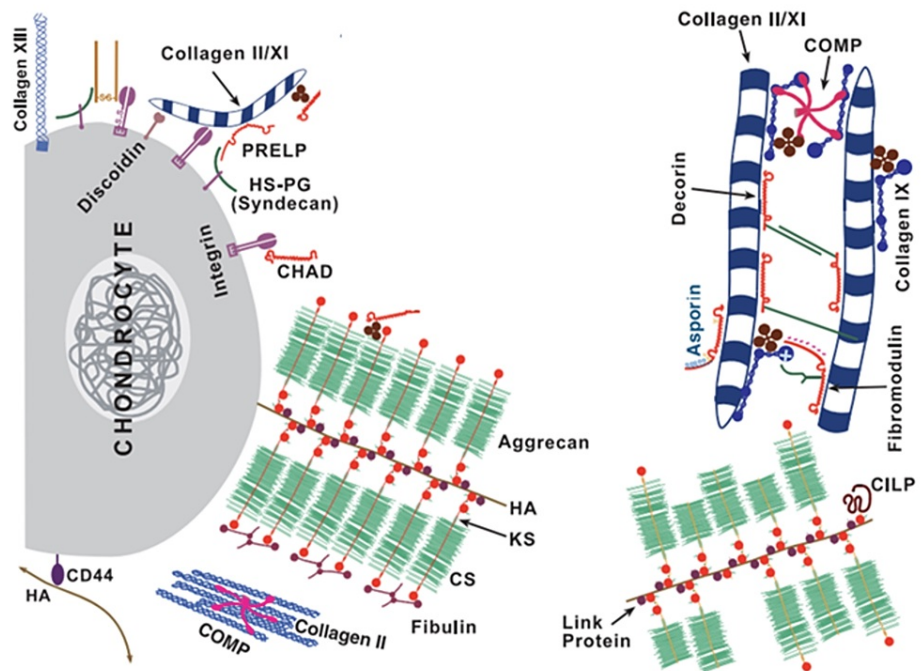 Collagen XIII
Collagen II/XI
PRELP
HS-PG
(Syndecan)
Discoidin
Integrin
CHAD
CHONDROCYTE
Aggrecan
HA
KS
CS
Fibulin
CD44
HA
COMP
Collagen II
Collagen II/XI
COMP
Decorin
Collagen IX
Asporin
Fibromodulin
CILP
Link
Protein